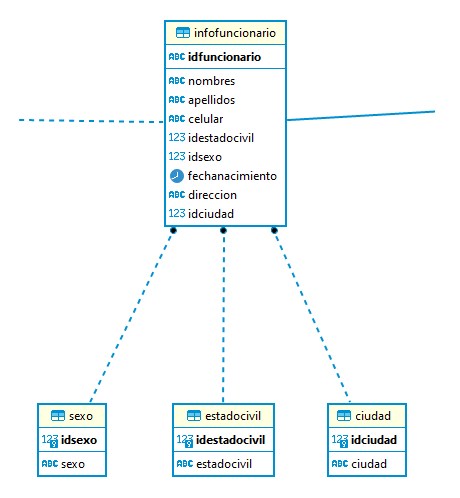 infofuncionario
ABC idfuncionario
ABC nombres
ABC apellidos
ABC celular
123 idestadocivil
123 idsexo
fechanacimiento
ABC direccion
123 idciudad
sexo
123 idsexo
ABC sexo
estadocivil
123 idestadocivil
ABC estadocivil
ciudad
123 idciudad
ABC ciudad